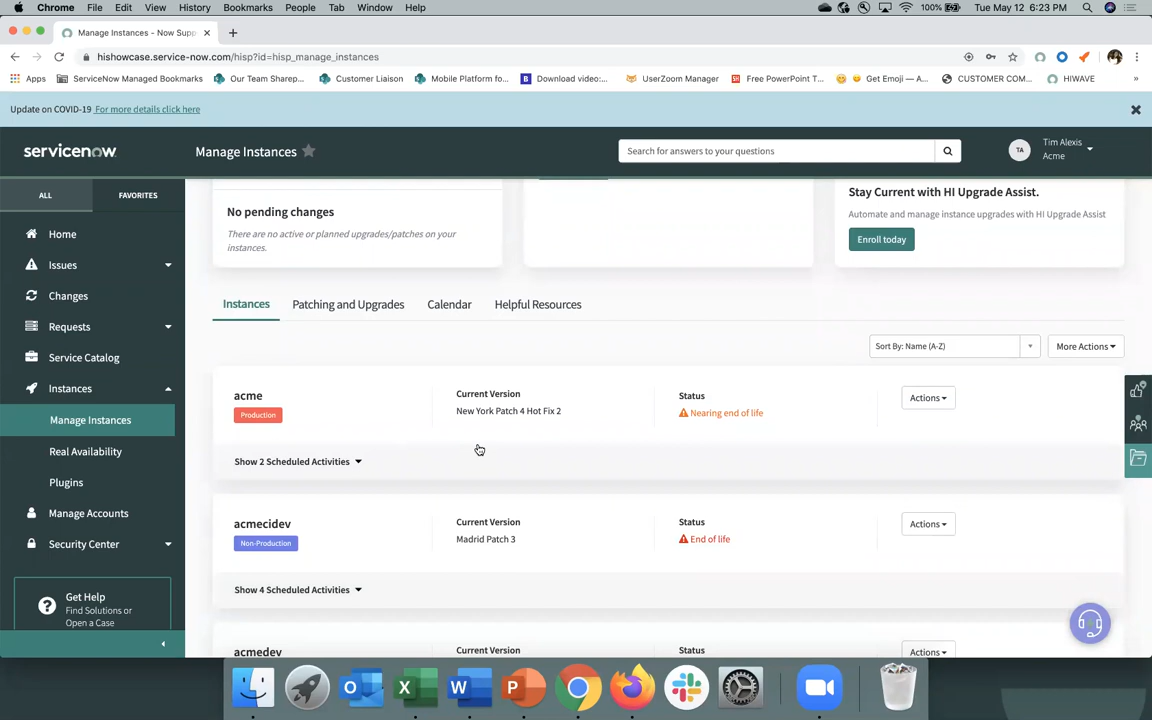 Chrome File Edit View History Bookmarks People Tab Window Help 100% Tue May 12 6:23 PM
Manage Instances - Now Supp
hishowcase.service-now.com/hisp?id=hisp_manage_instances
Apps ServiceNow Managed Bookmarks Our Team Sharep... Customer Liaison Mobile Platform fo... Download video:... UserZoom Manager Free PowerPoint T... Get Emoji — A... CUSTOMER COM... HIWAVE »
Update on COVID-19 For more details click here
servicenow Manage Instances Search for answers to your questions TA Tim Alexis
Acme
ALL FAVORITES
Home
Issues
Changes
Requests
Service Catalog
Instances
Manage Instances
Real Availability
Plugins
Manage Accounts
Security Center
Get Help
Find Solutions or
Open a Case
No pending changes
There are no active or planned upgrades/patches on your
instances.
Stay Current with HI Upgrade Assist.
Automate and manage instance upgrades with HI Upgrade Assist
Enroll today
Instances Patching and Upgrades Calendar Helpful Resources
Sort By: Name (A-Z) More Actions
acme Current Version Status Actions
Production New York Patch 4 Hot Fix 2 Nearing end of life
Show 2 Scheduled Activities
acmecidev Current Version Status Actions
Non-Production Madrid Patch 3 End of life
Show 4 Scheduled Activities
acmedev Current Version Status Actions